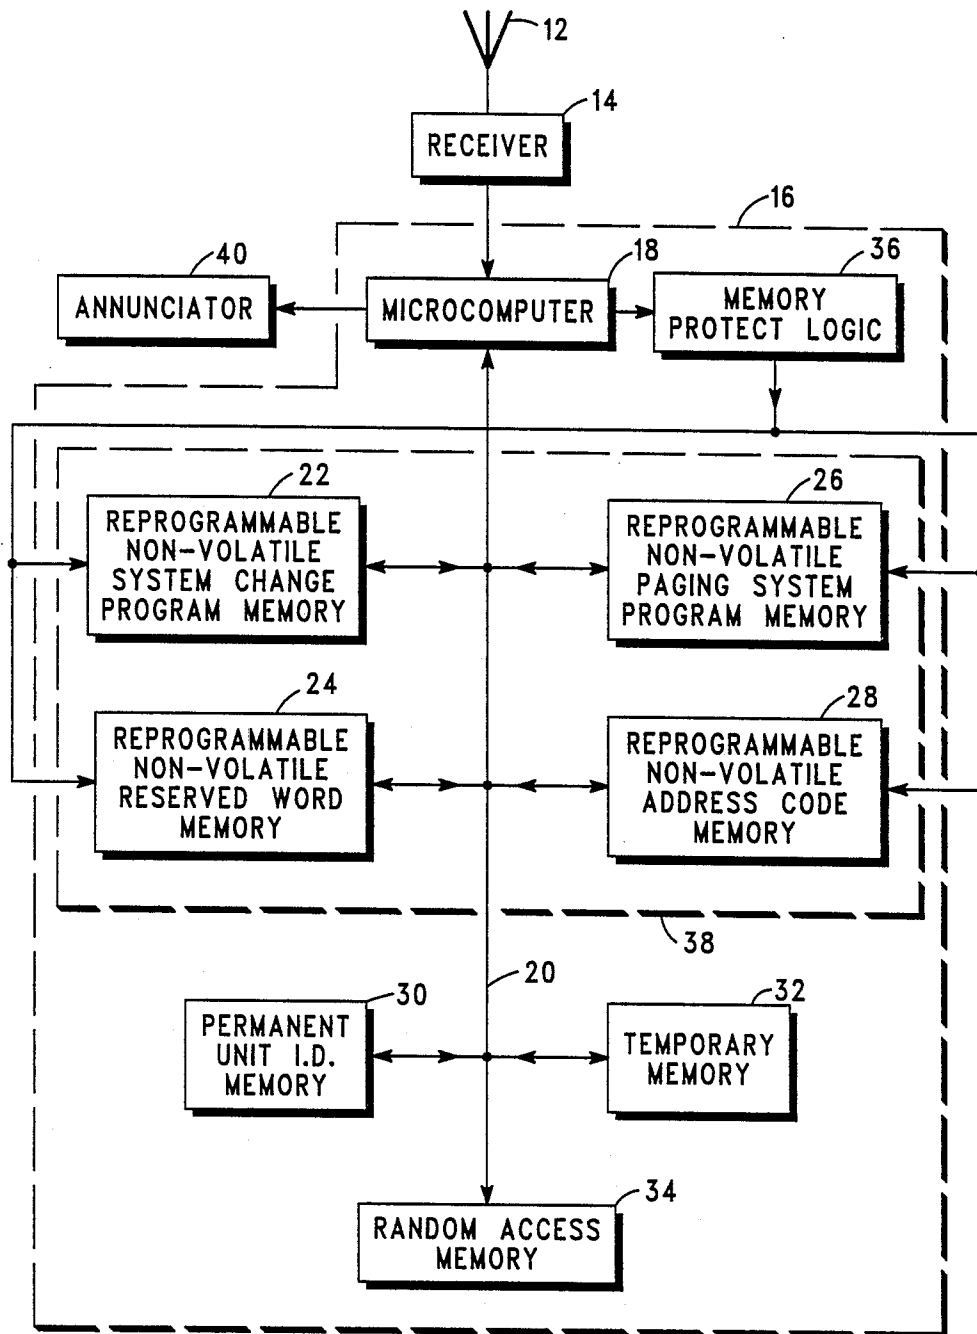 12
14
RECEIVER
16
40
18
36
ANNUNCIATOR
MICROCOMPUTER
MEMORY
PROTECT LOGIC
22
REPROGRAMMABLE
NON-VOLATILE
SYSTEM CHANGE
PROGRAM MEMORY
26
REPROGRAMMABLE
NON-VOLATILE
PAGING SYSTEM
PROGRAM MEMORY
24
REPROGRAMMABLE
NON-VOLATILE
RESERVED WORD
MEMORY
28
REPROGRAMMABLE
NON-VOLATILE
ADDRESS CODE
MEMORY
38
20
30
PERMANENT
UNIT I.D.
MEMORY
32
TEMPORARY
MEMORY
34
RANDOM ACCESS
MEMORY